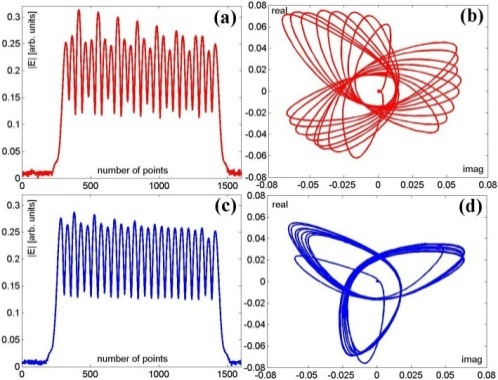 (a)
|E| [arb. units]
0.3
0.25
0.2
0.15
0.1
0.05
0
number of points
0 500 1000 1500
(b)
real
0.08
0.06
0.04
0.02
0
-0.02
-0.04
-0.06
-0.08
imag
-0.08 -0.05 -0.025 0 0.025 0.05 0.08
(c)
|E| [arb. units]
0.3
0.25
0.2
0.15
0.1
0.05
0
number of points
0 500 1000 1500
(d)
real
0.08
0.06
0.04
0.02
0
-0.02
-0.04
-0.06
-0.08
imag
-0.08 -0.05 -0.025 0 0.025 0.05 0.08